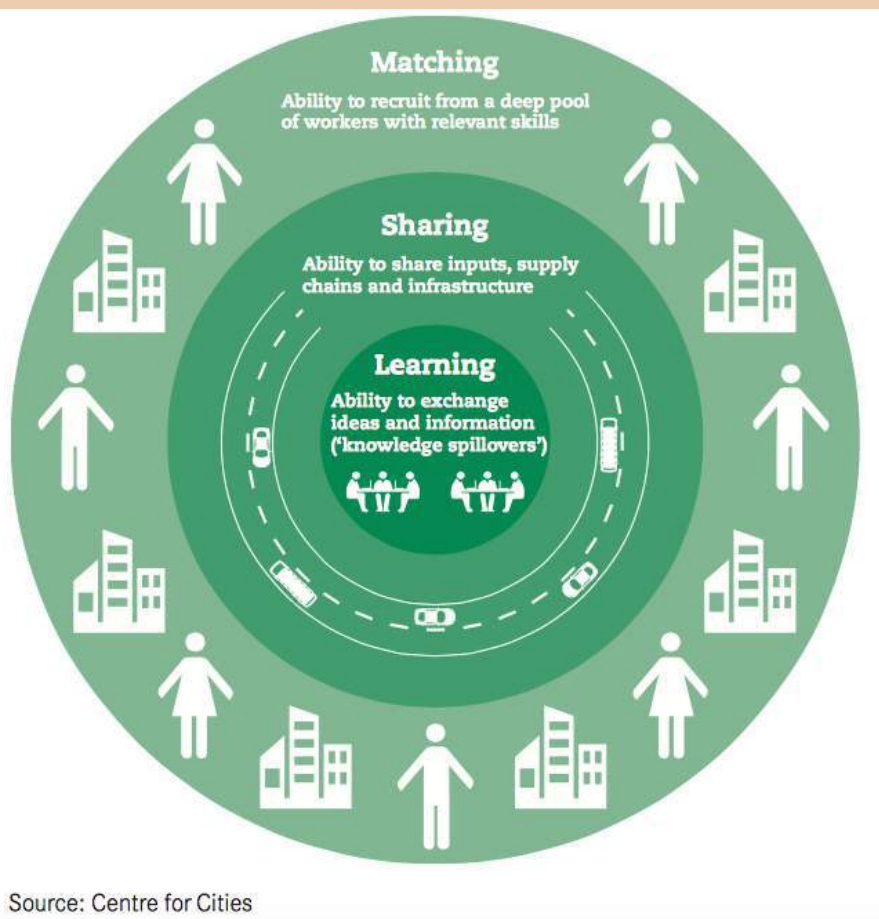 Matching
Ability to recruit from a deep pool
of workers with relevant skills
Sharing
Ability to share inputs, supply
chains and infrastructure
Learning
Ability to exchange
ideas and information
(‘knowledge spillovers’)
Source: Centre for Cities